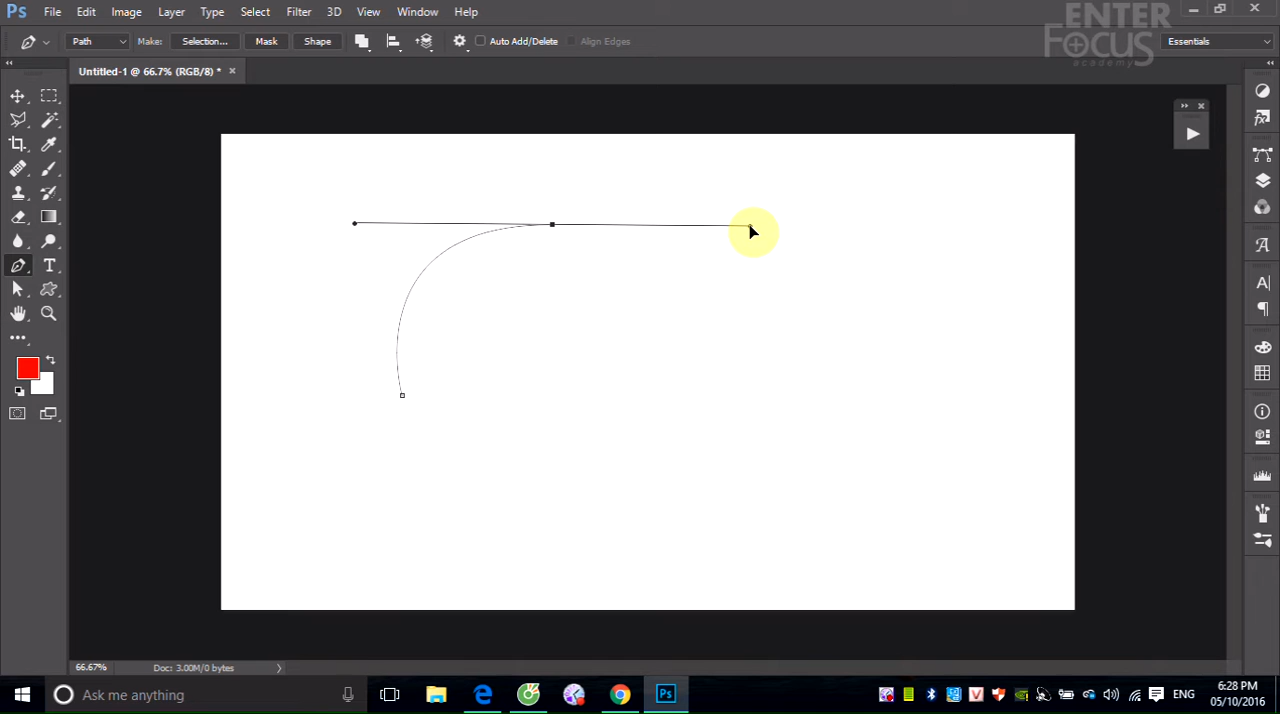 Ps File Edit Image Layer Type Select Filter 3D View Window Help
ENTER
FOCUS
academy
Path Make: Selection... Mask Shape Auto Add/Delete Align Edges Essentials
Untitled-1 @ 66.7% (RGB/8) *
66.67% Doc: 3.00M/0 bytes
Ask me anything Ps ENG 6:28 PM
05/10/2016